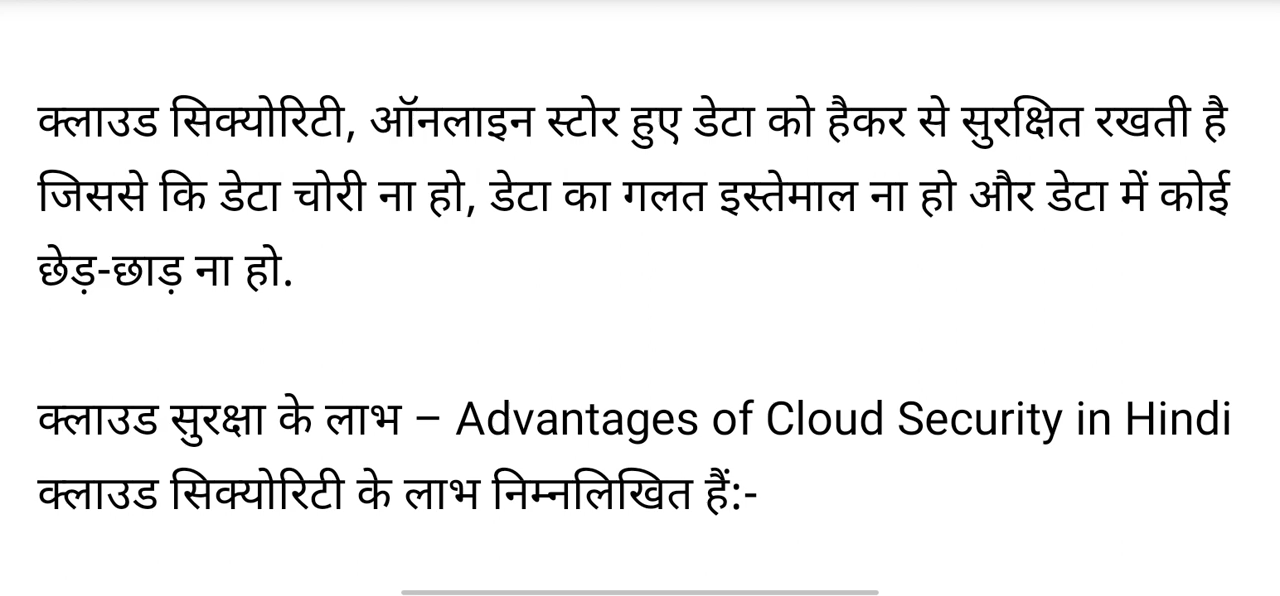 क्लाउड सिक्योरिटी, ऑनलाइन स्टोर हुए डेटा को हैकर से सुरक्षित रखती है
जिससे कि डेटा चोरी ना हो, डेटा का गलत इस्तेमाल ना हो और डेटा में कोई
छेड़-छाड़ ना हो.
क्लाउड सुरक्षा के लाभ – Advantages of Cloud Security in Hindi
क्लाउड सिक्योरिटी के लाभ निम्नलिखित हैं:-